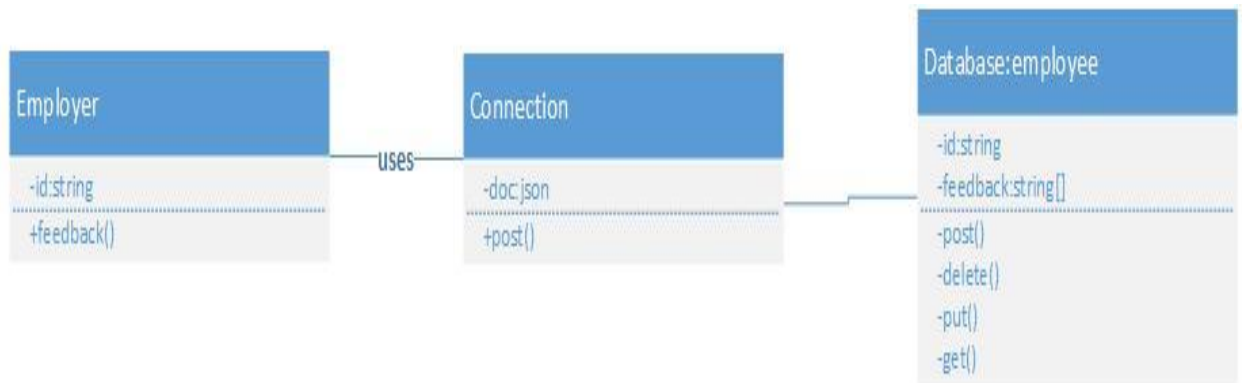 Employer
-id:string
+feedback()
uses
Connection
-doc:json
+post()
Database:employee
-id:string
-feedback:string[]
-post()
-delete()
-put()
-get()